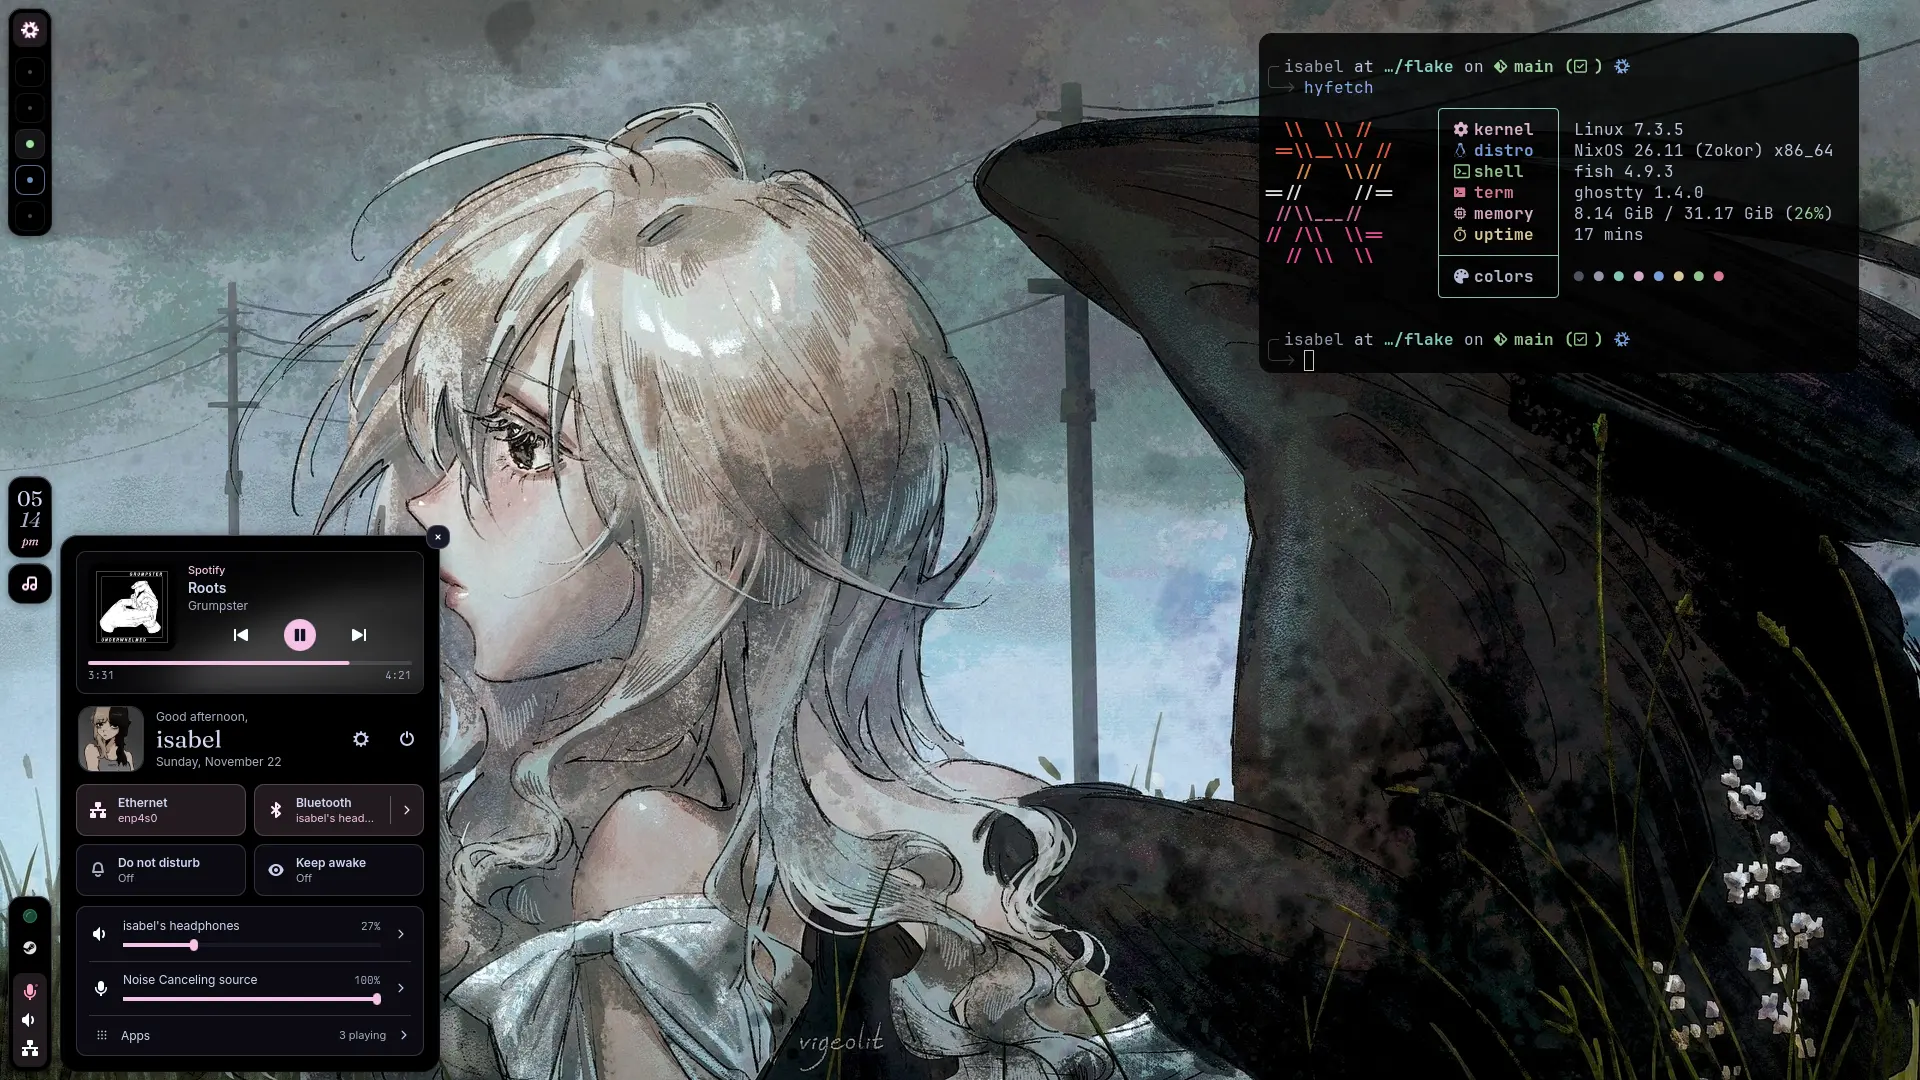 isabel at …/flake on main ( )
hyfetch
kernel Linux 7.3.5
distro NixOS 26.11 (Zokor) x86_64
shell fish 4.9.3
term ghostty 1.4.0
memory 8.14 GiB / 31.17 GiB (26%)
uptime 17 mins
colors
isabel at …/flake on main ( )
05
14
pm
Spotify
Roots
Grumpster
GRUMPSTER
UNDERWHELMED
3:31 4:21
Good afternoon,
isabel
Sunday, November 22
Ethernet
enp4s0
Bluetooth
isabel's head...
Do not disturb
Off
Keep awake
Off
isabel's headphones 27%
Noise Canceling source 100%
Apps 3 playing
vigeolit